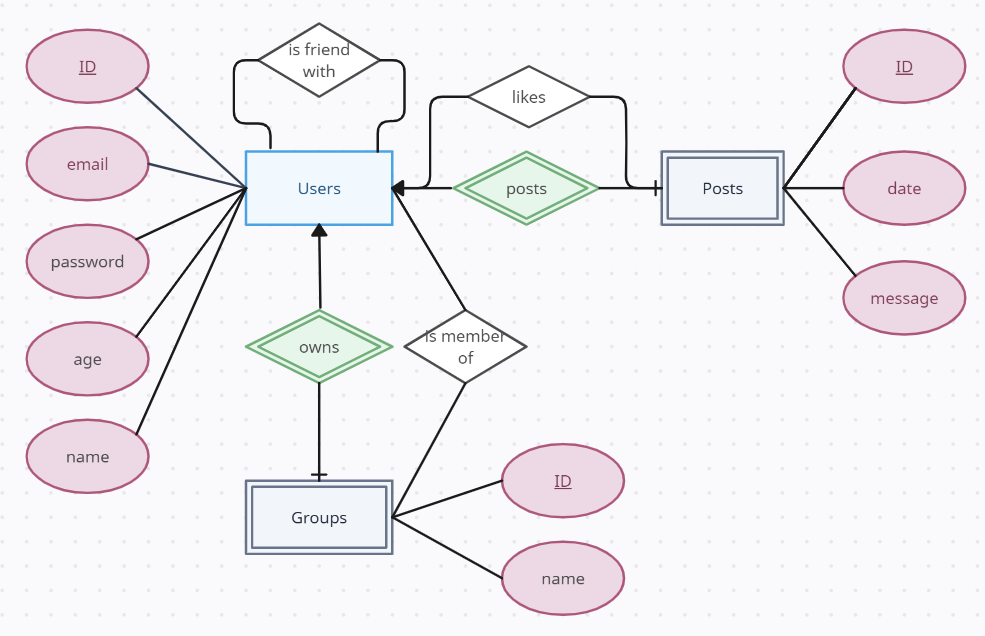 is friend
with
ID
ID
likes
email
Users
posts
Posts
date
password
message
is member
of
owns
age
name
ID
Groups
name